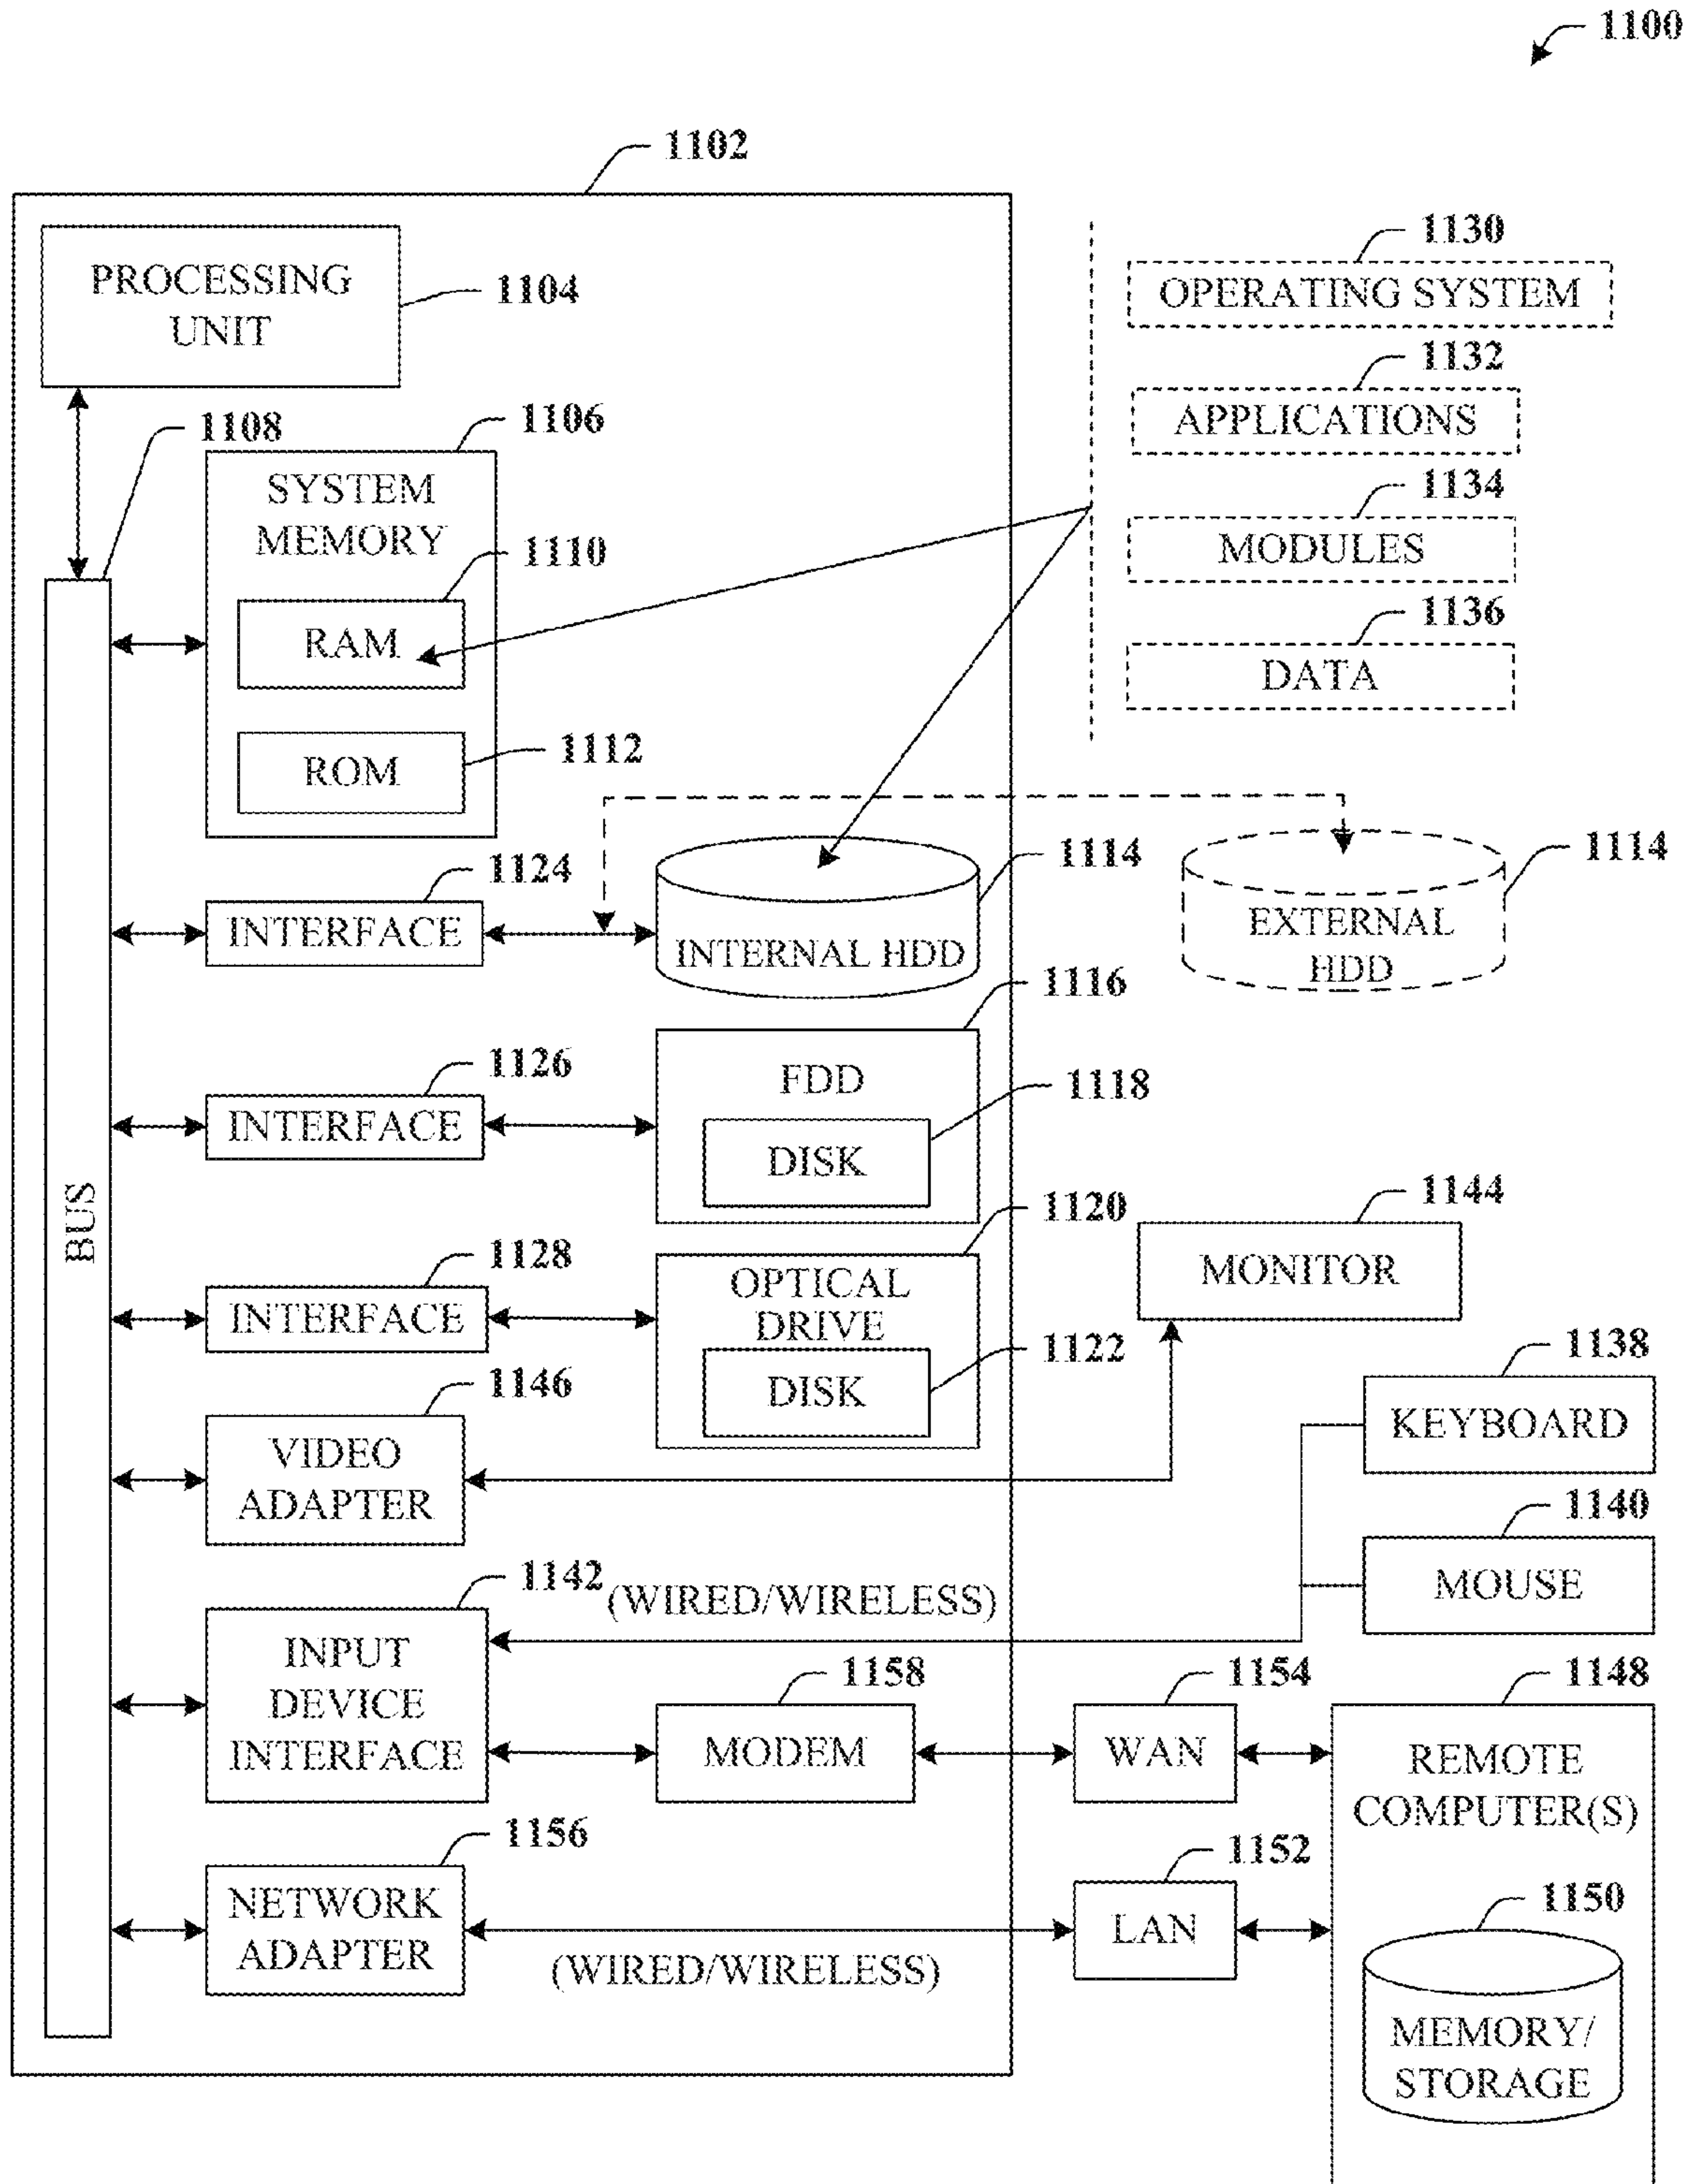 1100
1102
PROCESSING
UNIT
1104
1130
OPERATING SYSTEM
1132
APPLICATIONS
1134
MODULES
1136
DATA
1108
1106
SYSTEM
MEMORY
1110
RAM
1112
ROM
BUS
1124
INTERFACE
1114
INTERNAL HDD
1114
EXTERNAL
HDD
1126
INTERFACE
1116
FDD
1118
DISK
1128
INTERFACE
1120
OPTICAL
DRIVE
1122
DISK
1144
MONITOR
1146
VIDEO
ADAPTER
1138
KEYBOARD
1140
MOUSE
1142
(WIRED/WIRELESS)
INPUT
DEVICE
INTERFACE
1158
MODEM
1154
WAN
1148
REMOTE
COMPUTER(S)
1156
NETWORK
ADAPTER
(WIRED/WIRELESS)
1152
LAN
1150
MEMORY/
STORAGE